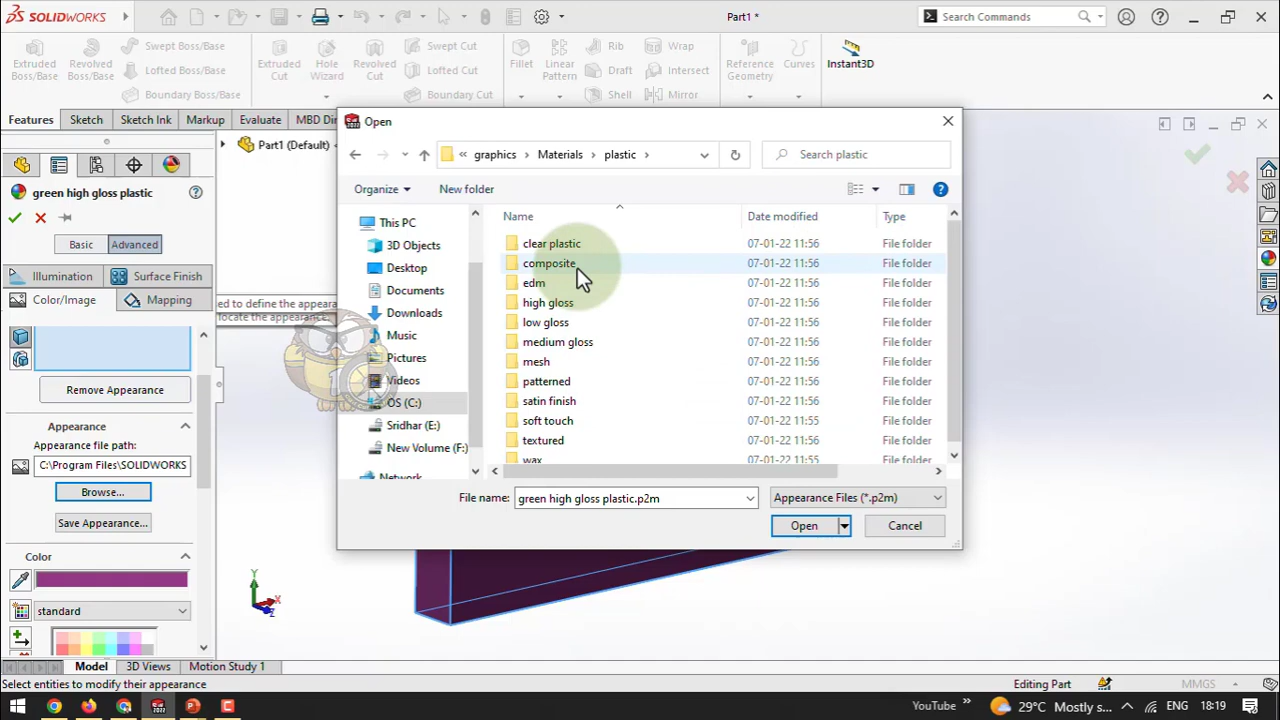 SOLIDWORKS
Part1 *
Search Commands
Extruded Boss/Base
Revolved Boss/Base
Swept Boss/Base
Lofted Boss/Base
Boundary Boss/Base
Extruded Cut
Hole Wizard
Revolved Cut
Swept Cut
Lofted Cut
Boundary Cut
Fillet
Linear Pattern
Rib
Draft
Shell
Wrap
Intersect
Mirror
Reference Geometry
Curves
Instant3D
Features
Sketch
Sketch Ink
Markup
Evaluate
MBD Di
Part1 (Default)
green high gloss plastic
Basic
Advanced
Illumination
Surface Finish
Color/Image
Mapping
ed to define the appeara
locate the appearance.
Remove Appearance
Appearance
Appearance file path:
C:\Program Files\SOLIDWORKS
Browse...
Save Appearance...
Color
standard
Open
« graphics › Materials › plastic ›
Search plastic
Organize
New folder
This PC
3D Objects
Desktop
Documents
Downloads
Music
Pictures
Videos
OS (C:)
Sridhar (E:)
New Volume (F:)
Network
Name
Date modified
Type
clear plastic 07-01-22 11:56 File folder
composite 07-01-22 11:56 File folder
edm 07-01-22 11:56 File folder
high gloss 07-01-22 11:56 File folder
low gloss 07-01-22 11:56 File folder
medium gloss 07-01-22 11:56 File folder
mesh 07-01-22 11:56 File folder
patterned 07-01-22 11:56 File folder
satin finish 07-01-22 11:56 File folder
soft touch 07-01-22 11:55 File folder
textured 07-01-22 11:56 File folder
wax 07-01-22 11:55 File folder
File name:
green high gloss plastic.p2m
Appearance Files (*.p2m)
Open
Cancel
Y
X
Z
Model
3D Views
Motion Study 1
Select entities to modify their appearance
Editing Part
MMGS
2022
YouTube
»
29°C Mostly s...
ENG
18:19